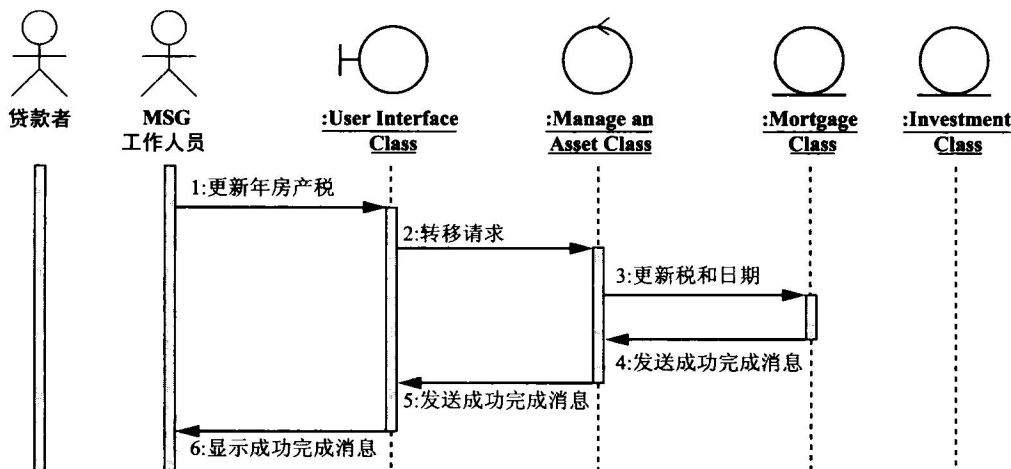 贷款者
MSG
工作人员
:User Interface
Class
:Manage an
Asset Class
:Mortgage
Class
:Investment
Class
1:更新年房产税
2:转移请求
3:更新税和日期
4:发送成功完成消息
5:发送成功完成消息
6:显示成功完成消息